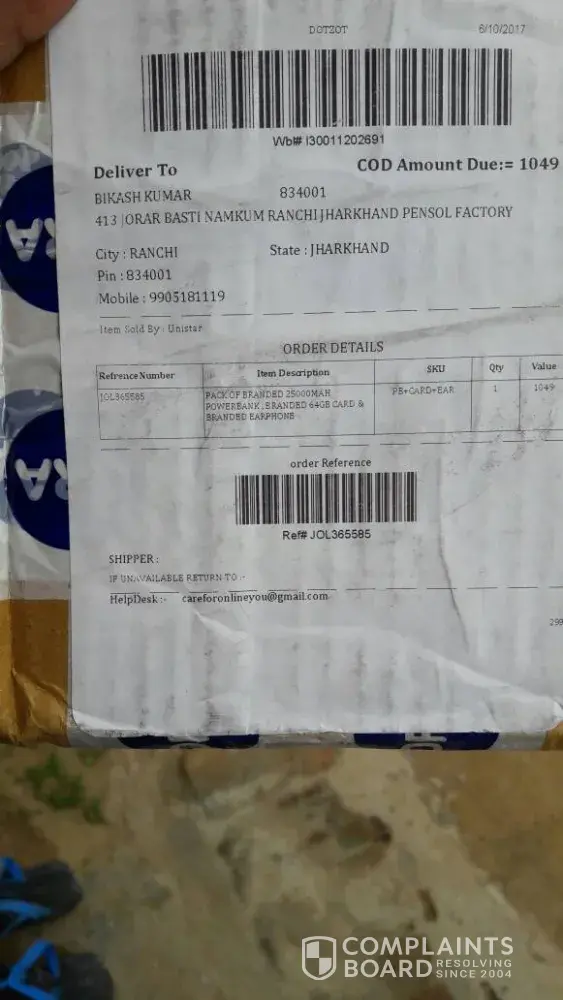 DOTZOT 6/10/2017
Wb# I30011202691
Deliver To COD Amount Due:= 1049
BIKASH KUMAR 834001
413 JORAR BASTI NAMKUM RANCHI JHARKHAND PENSOL FACTORY
City : RANCHI State : JHARKHAND
Pin : 834001
Mobile : 9905181119
Item Sold By : Unistar
ORDER DETAILS
Refrence Number Item Description SKU Qty Value
JOL365585 PACK OF BRANDED 25000MAH PB+CARD+EAR 1 1049
POWERBANK , BRANDED 64GB CARD &
BRANDED EARPHONE
order Reference
Ref# JOL365585
SHIPPER :
IF UNAVAILABLE RETURN TO :-
HelpDesk :- careforonlineyou@gmail.com
299
COMPLAINTS
BOARD RESOLVING
SINCE 2004